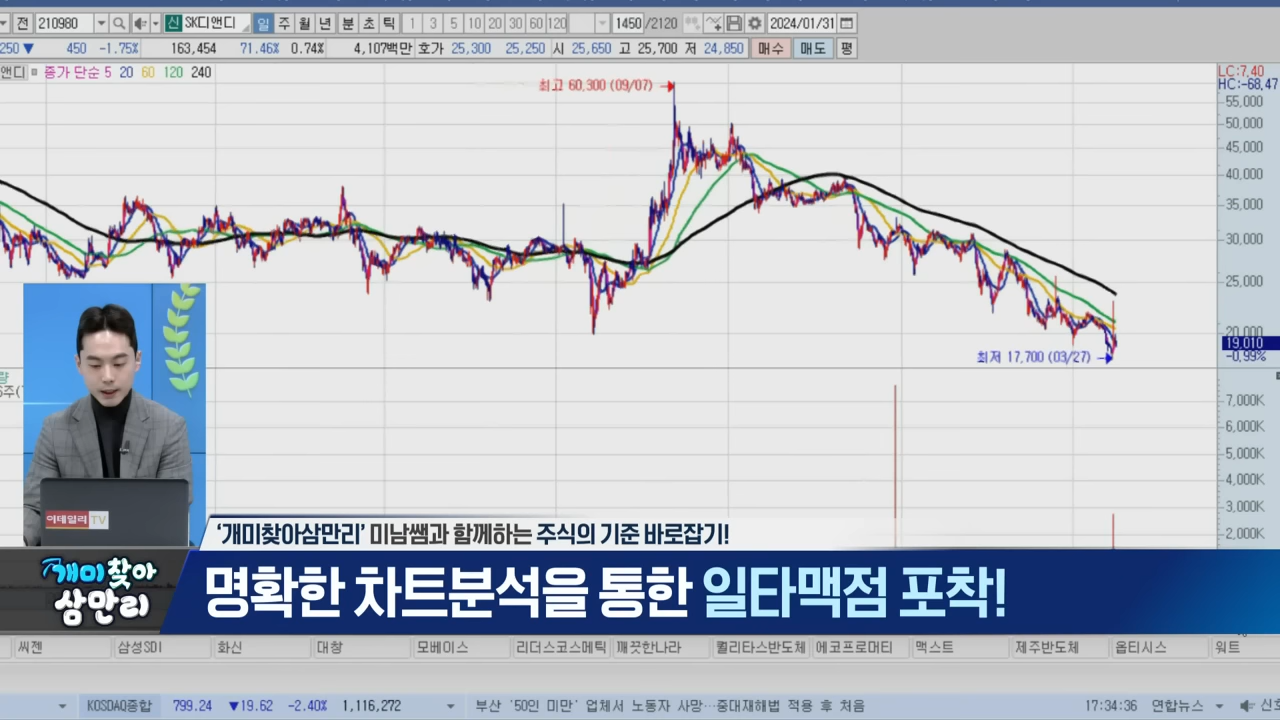 전 210980 신 SK디앤디 일 주 월 년 분 초 틱 1 3 5 10 20 30 60 120 1450 /2120 2024/01/31
250 ▼ 450 -1.75% 163,454 71.46% 0.74% 4,107백만 호가 25,300 25,250 시 25,650 고 25,700 저 24,850 매수 매도 평
앤디 종가 단순 5 20 60 120 240
LC:7.40
HC:-68.47
최고 60,300 (09/07)
55,000
50,000
45,000
40,000
35,000
30,000
25,000
20,000
19,010
-0.99%
최저 17,700 (03/27)
7,000K
6,000K
5,000K
4,000K
3,000K
2,000K
이데일리 TV
'개미찾아삼만리' 미남쌤과 함께하는 주식의 기준 바로잡기!
개미찾아
삼만리
명확한 차트분석을 통한 일타맥점 포착!
씨젠 삼성SDI 화신 대창 모베이스 리더스코스메틱 깨끗한나라 퀄리타스반도체 에코프로머티 맥스트 제주반도체 옵티시스 워트
KOSDAQ종합 799.24 ▼19.62 -2.40% 1,116,272 부산 '50인 미만' 업체서 노동자 사망…중대재해법 적용 후 처음 17:34:36 연합뉴스